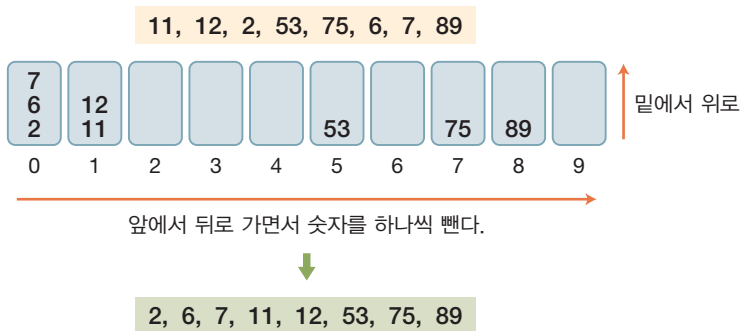 11, 12, 2, 53, 75, 6, 7, 89
7
6 12
2 11 53 75 89
밑에서 위로
0 1 2 3 4 5 6 7 8 9
앞에서 뒤로 가면서 숫자를 하나씩 뺀다.
2, 6, 7, 11, 12, 53, 75, 89